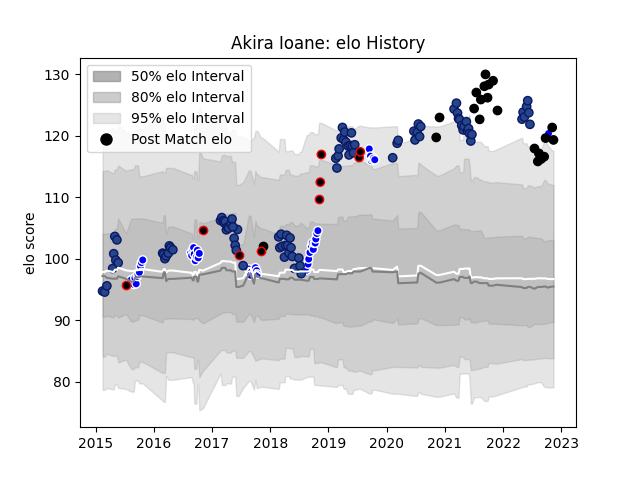 Akira Ioane: elo History
50% elo Interval
80% elo Interval
95% elo Interval
Post Match elo
elo score
130
120
110
100
90
80
2015 2016 2017 2018 2019 2020 2021 2022 2023